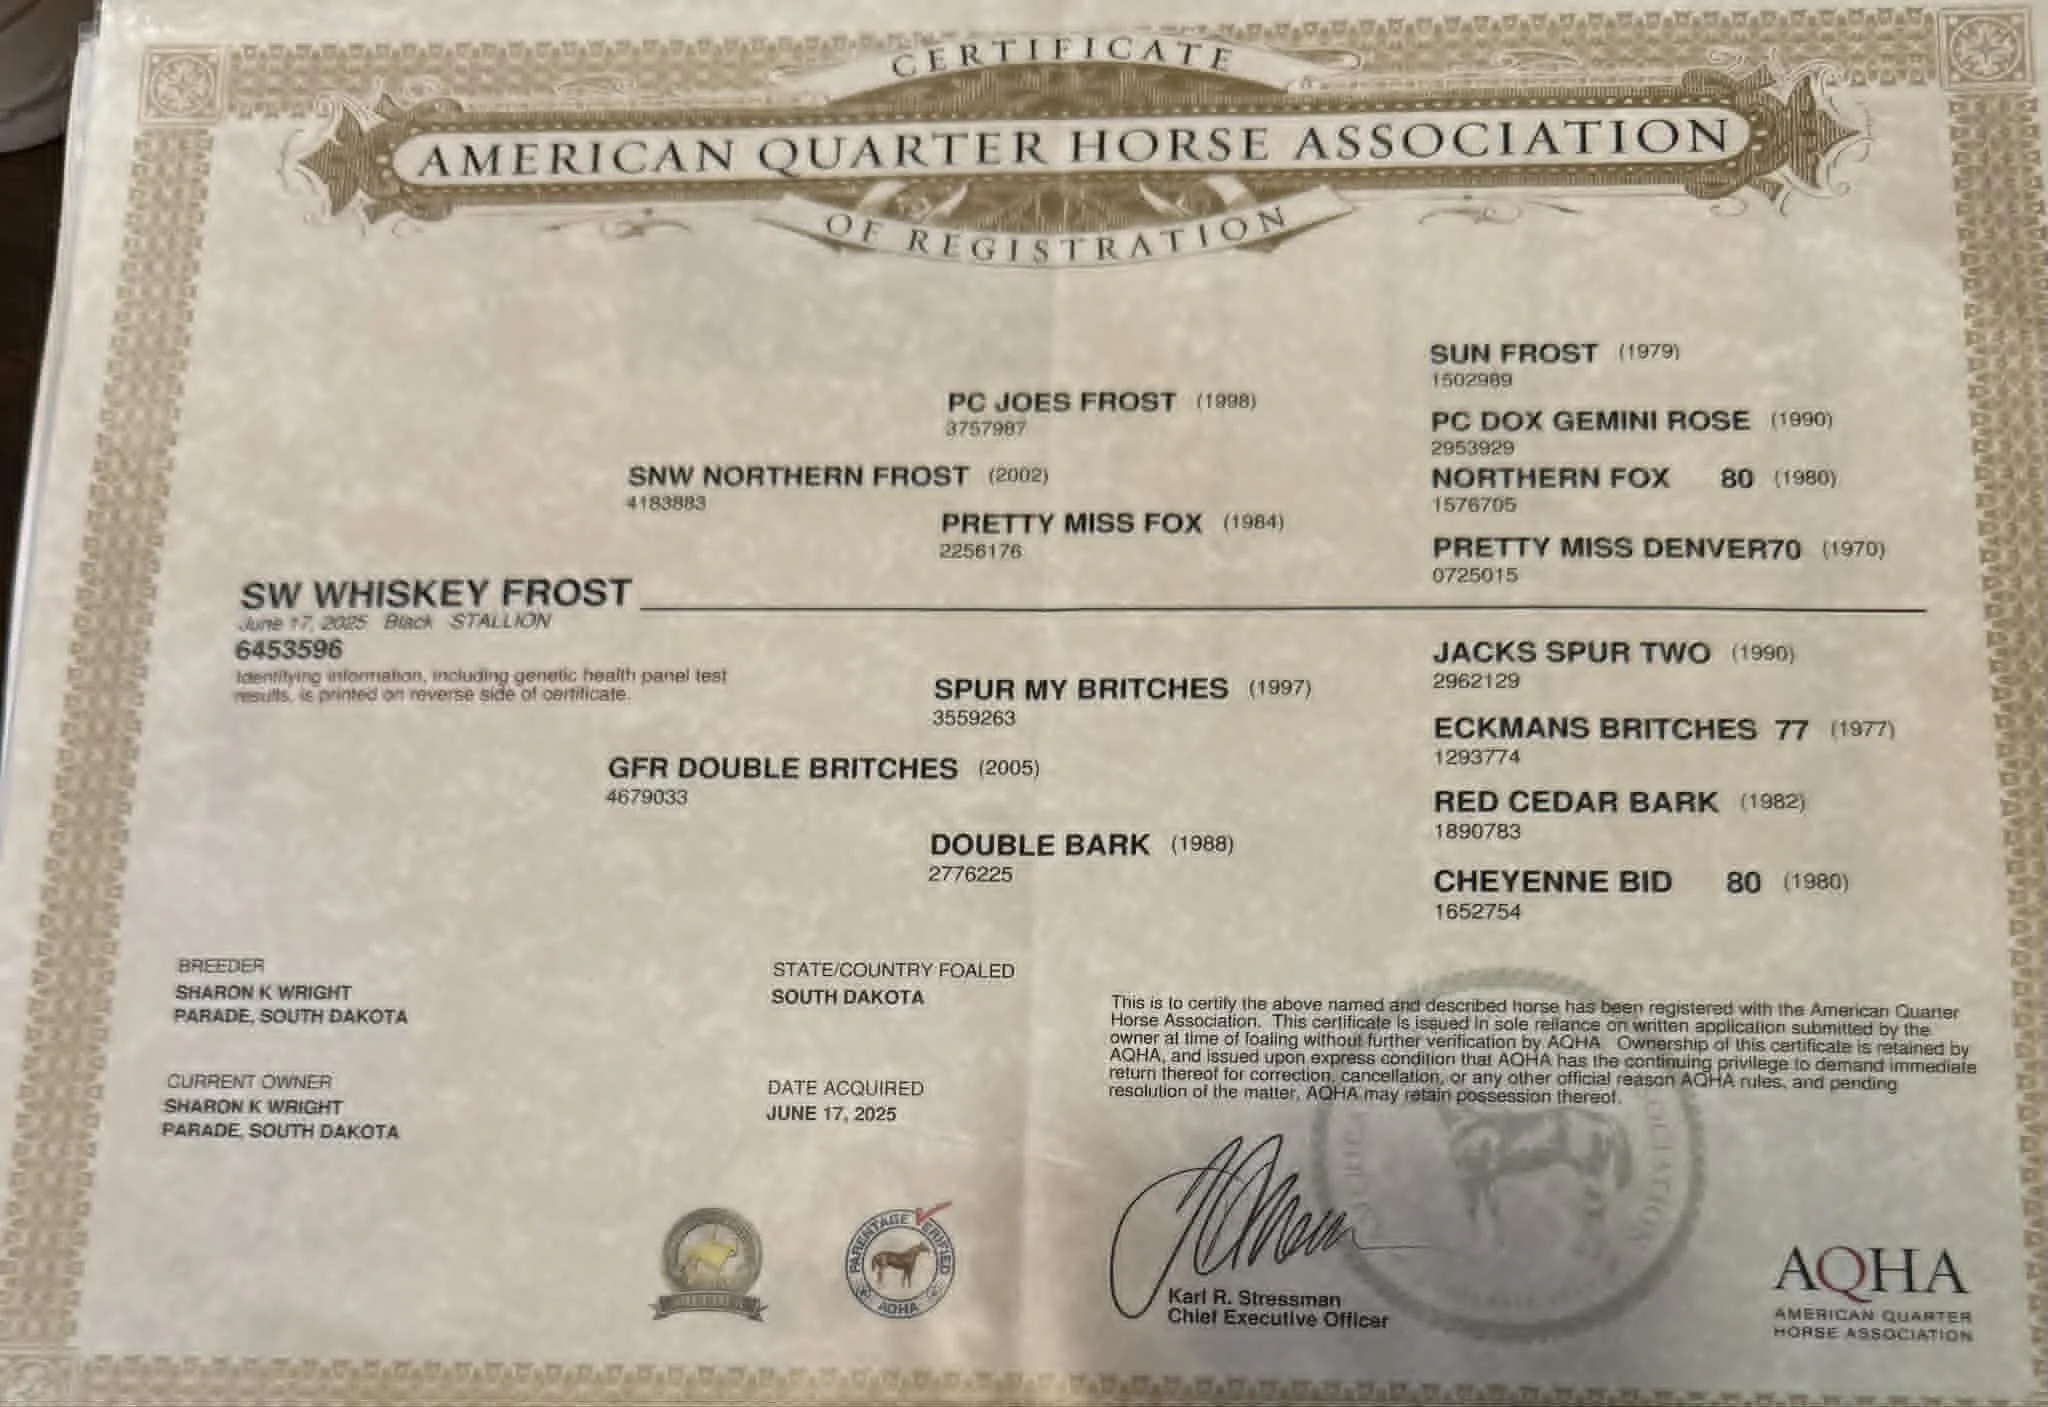 CERTIFICATE
AMERICAN QUARTER HORSE ASSOCIATION
OF REGISTRATION
SUN FROST (1979)
1502989
PC JOES FROST (1998)
3757987
PC DOX GEMINI ROSE (1990)
2953929
SNW NORTHERN FROST (2002)
4183883
NORTHERN FOX 80 (1980)
1576705
PRETTY MISS FOX (1984)
2256176
PRETTY MISS DENVER70 (1970)
0725015
SW WHISKEY FROST
June 17, 2025 Black STALLION
6453596
Identifying information, including genetic health panel test
results, is printed on reverse side of certificate.
JACKS SPUR TWO (1990)
2962129
SPUR MY BRITCHES (1997)
3559263
ECKMANS BRITCHES 77 (1977)
1293774
GFR DOUBLE BRITCHES (2005)
4679033
RED CEDAR BARK (1982)
1890783
DOUBLE BARK (1988)
2776225
CHEYENNE BID 80 (1980)
1652754
BREEDER
SHARON K WRIGHT
PARADE, SOUTH DAKOTA
STATE/COUNTRY FOALED
SOUTH DAKOTA
CURRENT OWNER
SHARON K WRIGHT
PARADE, SOUTH DAKOTA
DATE ACQUIRED
JUNE 17, 2025
This is to certify the above named and described horse has been registered with the American Quarter
Horse Association. This certificate is issued in sole reliance on written application submitted by the
owner at time of foaling without further verification by AQHA. Ownership of this certificate is retained by
AQHA, and issued upon express condition that AQHA has the continuing privilege to demand immediate
return thereof for correction, cancellation, or any other official reason AQHA rules, and pending
resolution of the matter, AQHA may retain possession thereof.
PARENTAGE VERIFIED
AQHA
Karl R. Stressman
Chief Executive Officer
AQHA
AMERICAN QUARTER
HORSE ASSOCIATION